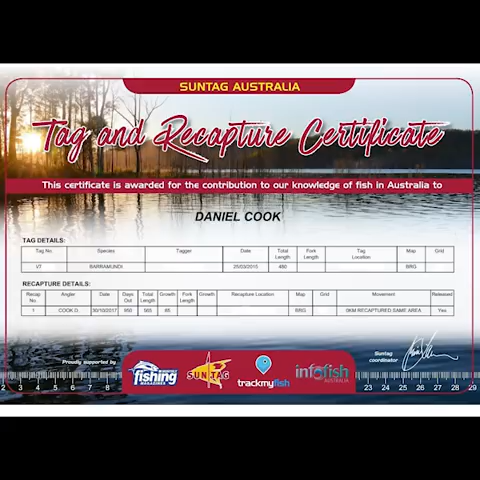 SUNTAG AUSTRALIA
Tag and Recapture Certificate
This certificate is awarded for the contribution to our knowledge of fish in Australia to
DANIEL COOK
TAG DETAILS:
Tag No. Species Tagger Date Total Length Fork Length Tag Location Map Grid
V7 BARRAMUNDI 480 BRG
RECAPTURE DETAILS:
Recap No. Angler Date Days Out Total Length Growth Fork Length Growth Recapture Location Map Grid Movement Released
1 COOK D. 30/10/2017 950 565 85 BRG 0KM RECAPTURED SAME AREA Yes
Proudly supported by
fishing
SUNTAG
trackmyfish
infofish
AUSTRALIA
Suntag coordinator
2 3 4 5 6 7 8
23 24 25 26 27 28 29